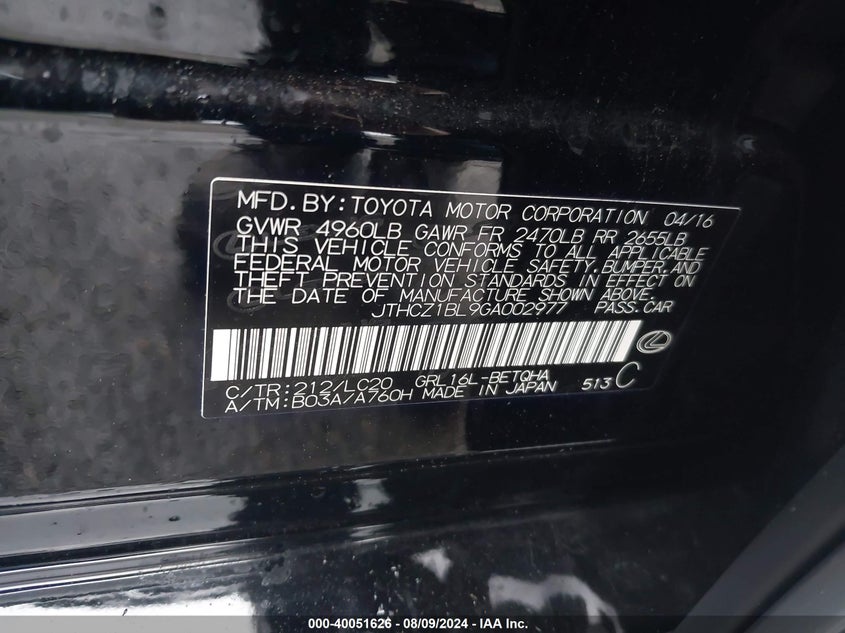 MFD. BY: TOYOTA MOTOR CORPORATION 04/16
GVWR 4960LB GAWR FR 2470LB RR 2655LB
THIS VEHICLE CONFORMS TO ALL APPLICABLE
FEDERAL MOTOR VEHICLE SAFETY, BUMPER, AND
THEFT PREVENTION STANDARDS IN EFFECT ON
THE DATE OF MANUFACTURE SHOWN ABOVE.
JTHCZ1BL9GA002977 PASS. CAR
C/TR: 212/LC20 GRL16L-BETQHA
A/TM: B03A/A760H MADE IN JAPAN 513 C
000-40051626 - 08/09/2024 - IAA Inc.